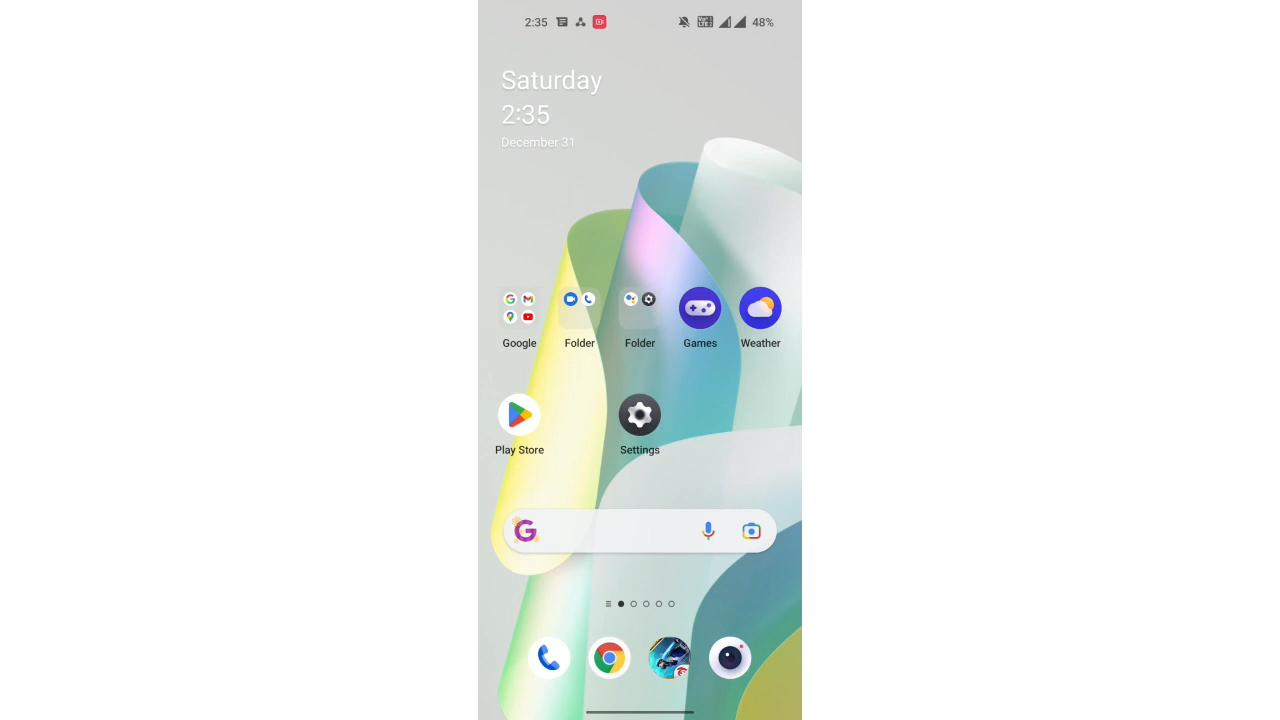 2:35 48%
Saturday
2:35
December 31
Google Folder Folder Games Weather
Play Store Settings